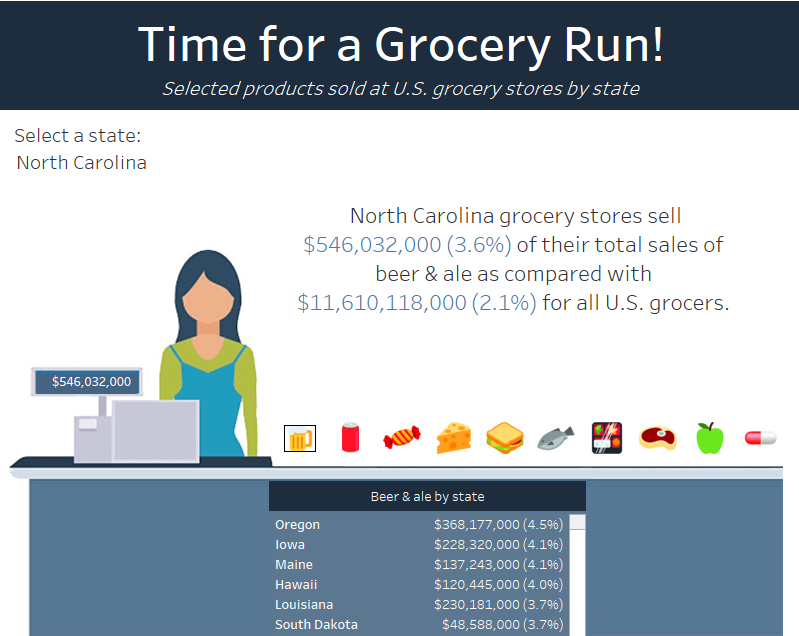 Time for a Grocery Run!
Selected products sold at U.S. grocery stores by state
Select a state:
North Carolina
North Carolina grocery stores sell
$546,032,000 (3.6%) of their total sales of
beer & ale as compared with
$11,610,118,000 (2.1%) for all U.S. grocers.
$546,032,000
Beer & ale by state
Oregon $368,177,000 (4.5%)
Iowa $228,320,000 (4.1%)
Maine $137,243,000 (4.1%)
Hawaii $120,445,000 (4.0%)
Louisiana $230,181,000 (3.7%)
South Dakota $48,588,000 (3.7%)